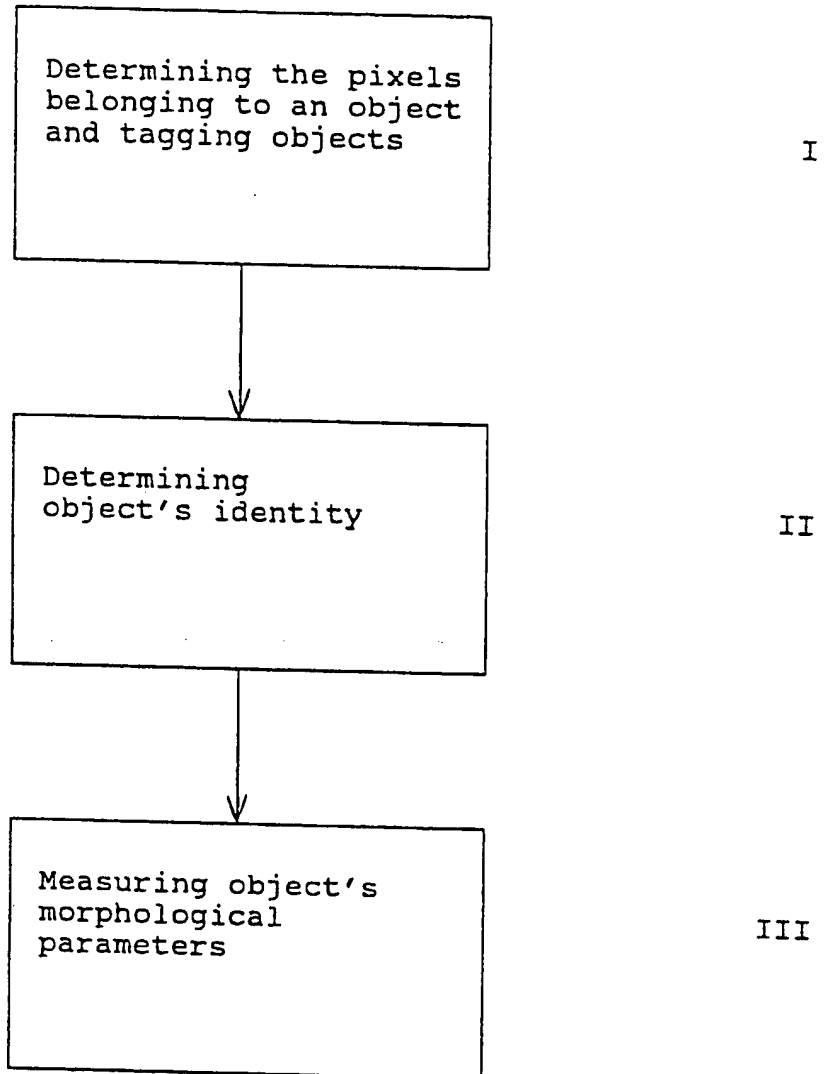 Determining the pixels
belonging to an object
and tagging objects
I
Determining
object's identity
II
Measuring object's
morphological
parameters
III